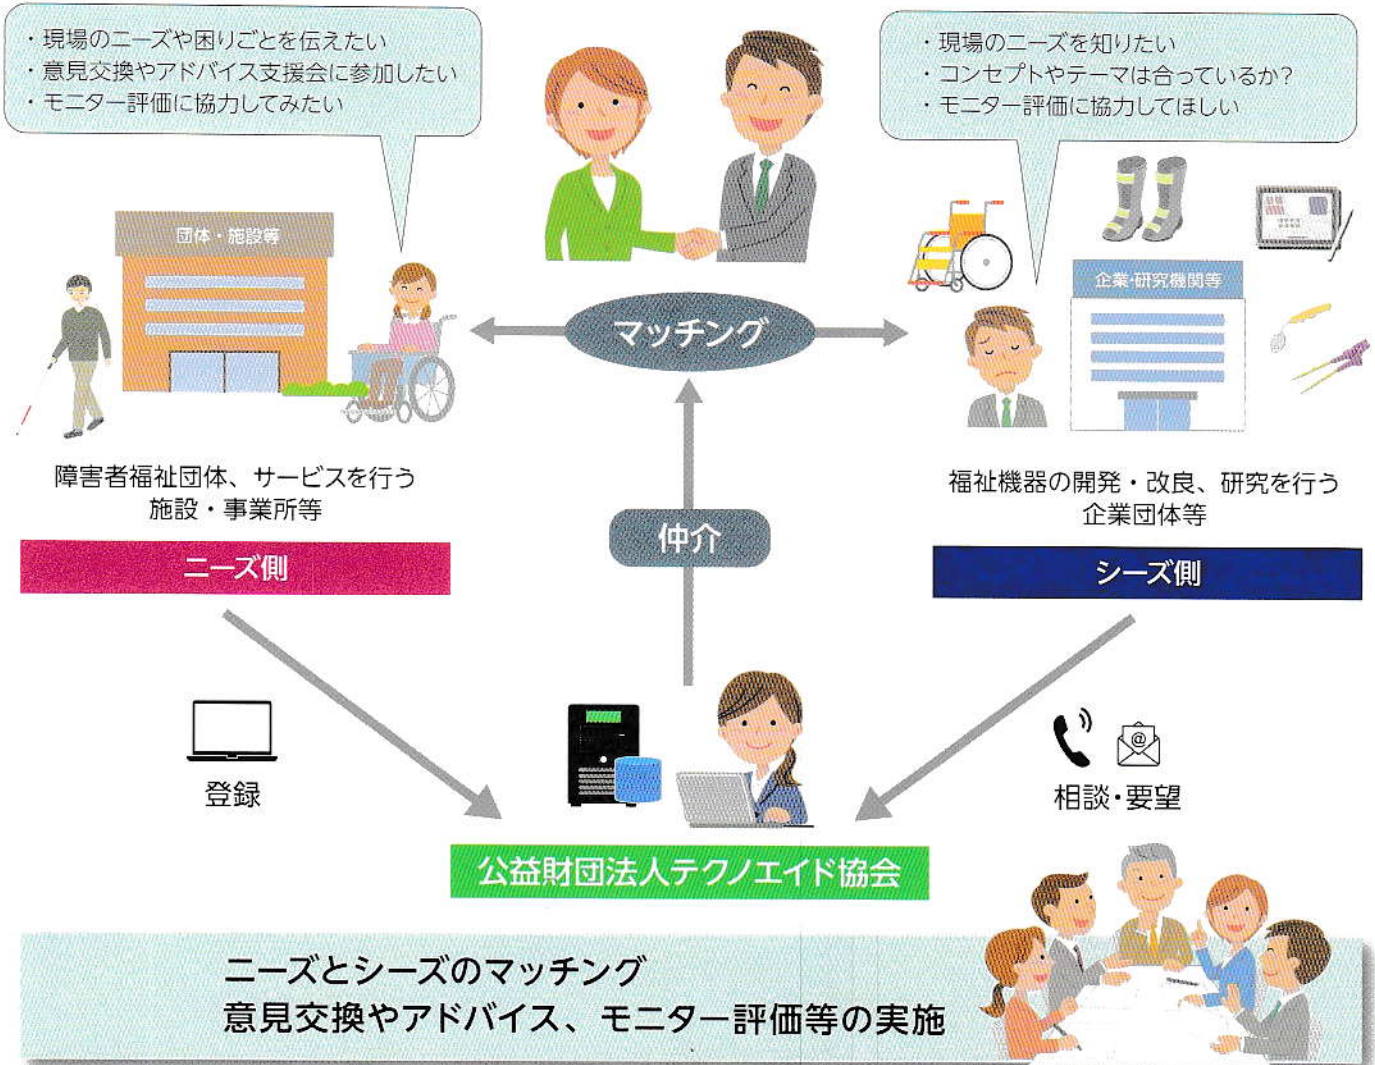 ・現場のニーズや困りごとを伝えたい
・意見交換やアドバイス支援会に参加したい
・モニター評価に協力してみたい
・現場のニーズを知りたい
・コンセプトやテーマは合っているか？
・モニター評価に協力してほしい
団体・施設等
企業・研究機関等
マッチング
障害者福祉団体、サービスを行う
施設・事業所等
福祉機器の開発・改良、研究を行う
企業団体等
仲介
ニーズ側
シーズ側
登録
@
相談・要望
公益財団法人テクノエイド協会
ニーズとシーズのマッチング
意見交換やアドバイス、モニター評価等の実施